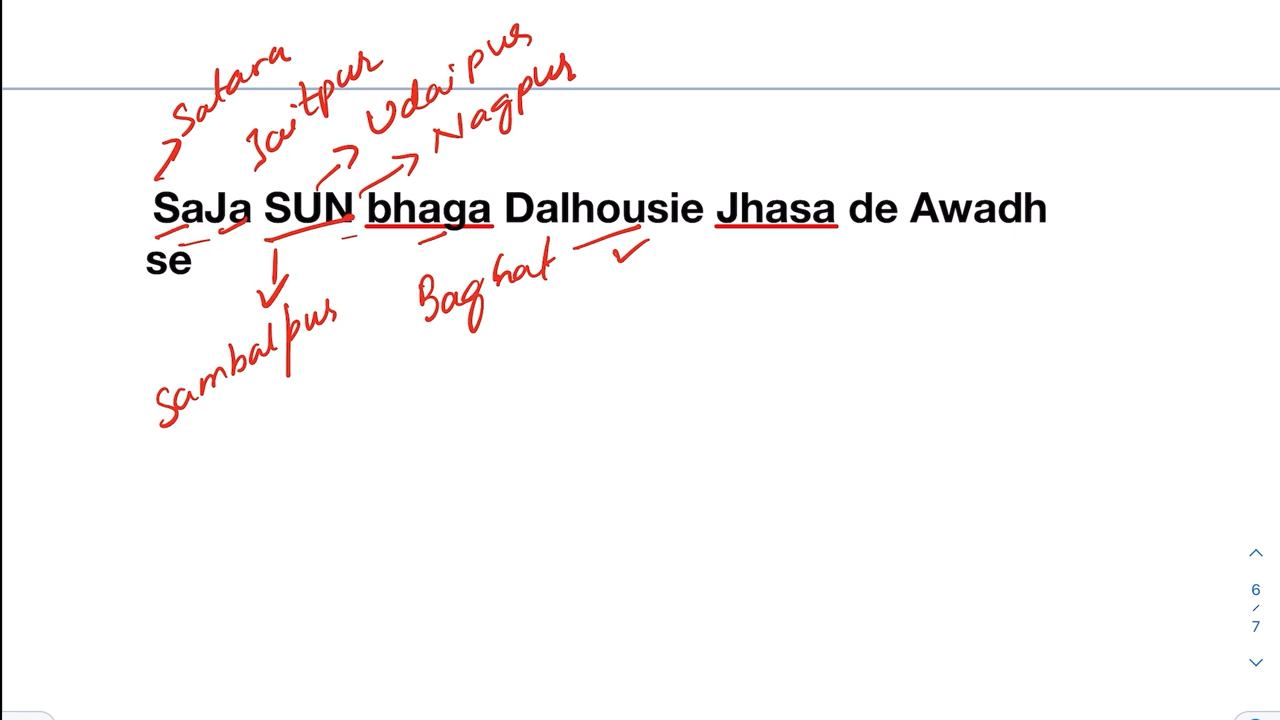 Satara
Jaitpur
Udaipur
Nagpur
SaJa SUN bhaga Dalhousie Jhasa de Awadh
se
Baghat
Sambalpur
6
/
7